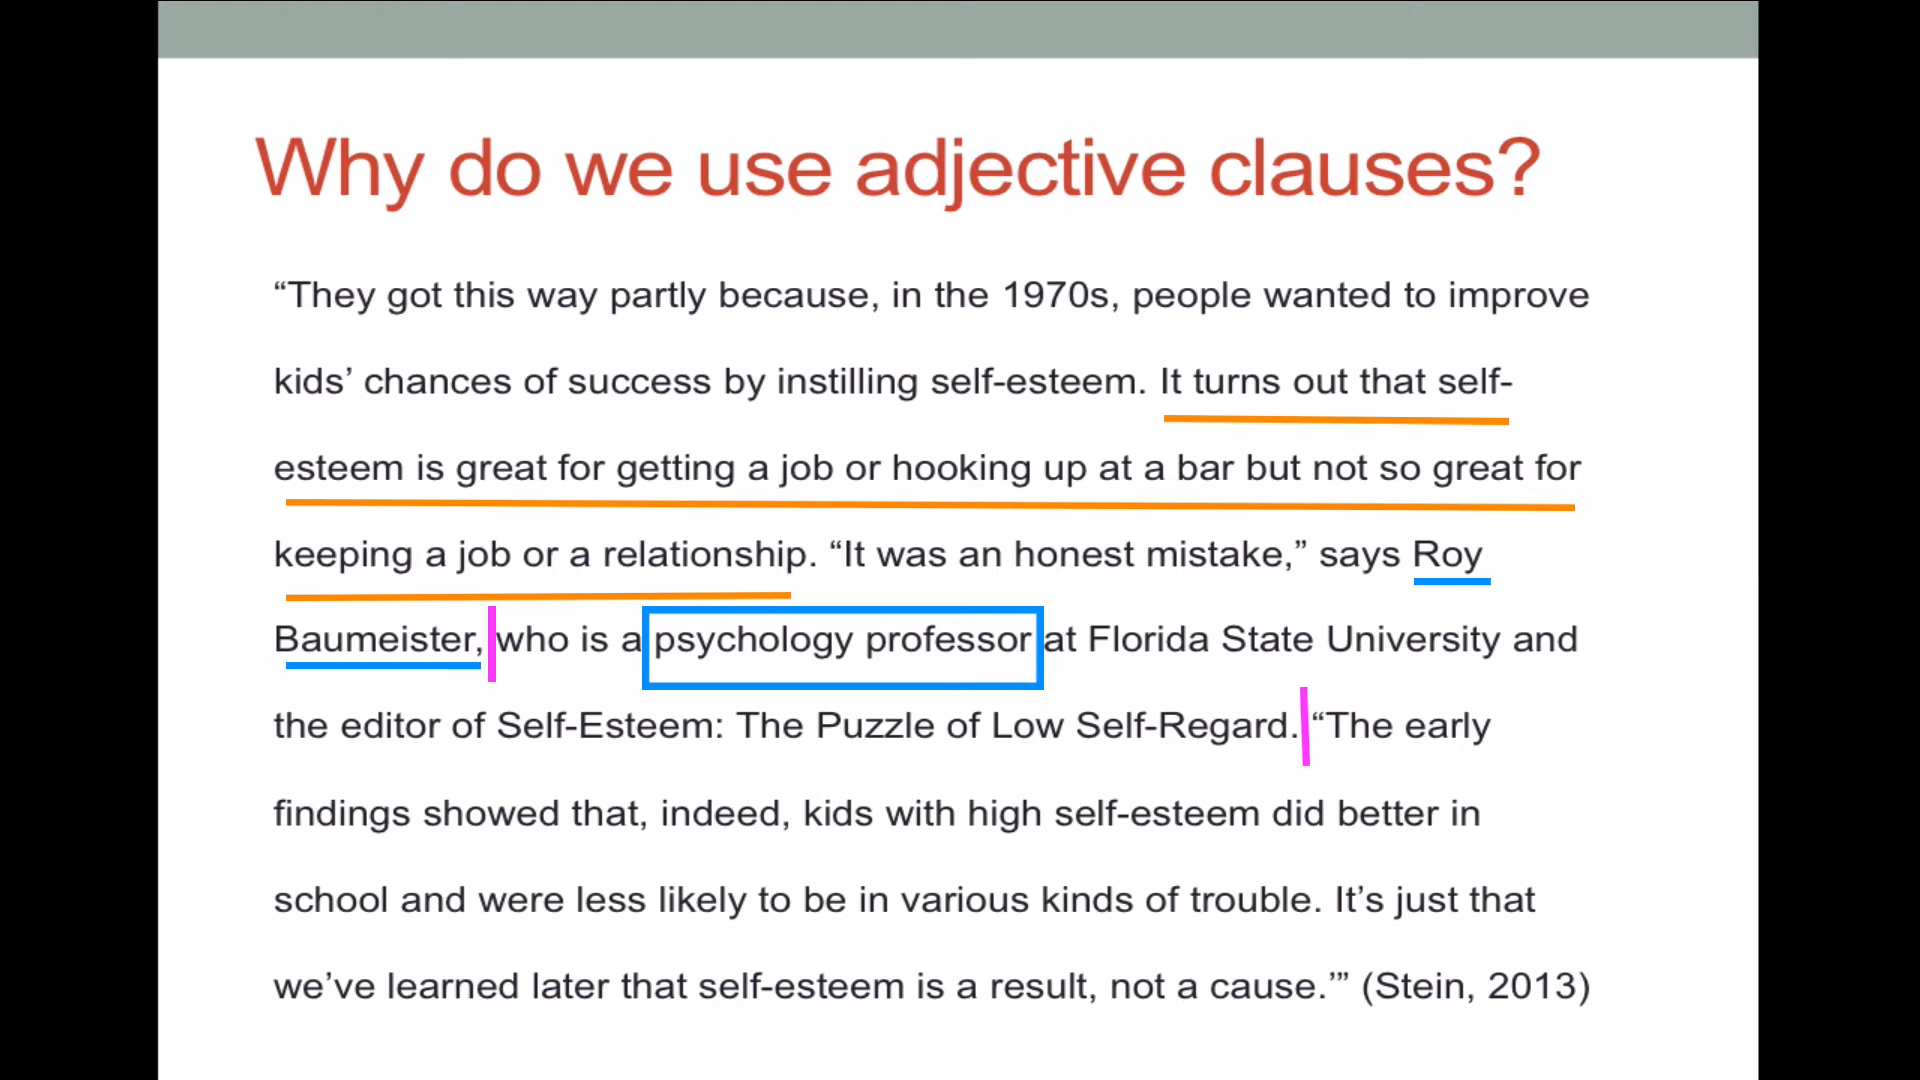 Why do we use adjective clauses?
“They got this way partly because, in the 1970s, people wanted to improve
kids’ chances of success by instilling self-esteem. It turns out that self-
esteem is great for getting a job or hooking up at a bar but not so great for
keeping a job or a relationship. “It was an honest mistake,” says Roy
Baumeister, who is a psychology professor at Florida State University and
the editor of Self-Esteem: The Puzzle of Low Self-Regard. “The early
findings showed that, indeed, kids with high self-esteem did better in
school and were less likely to be in various kinds of trouble. It’s just that
we’ve learned later that self-esteem is a result, not a cause.’” (Stein, 2013)